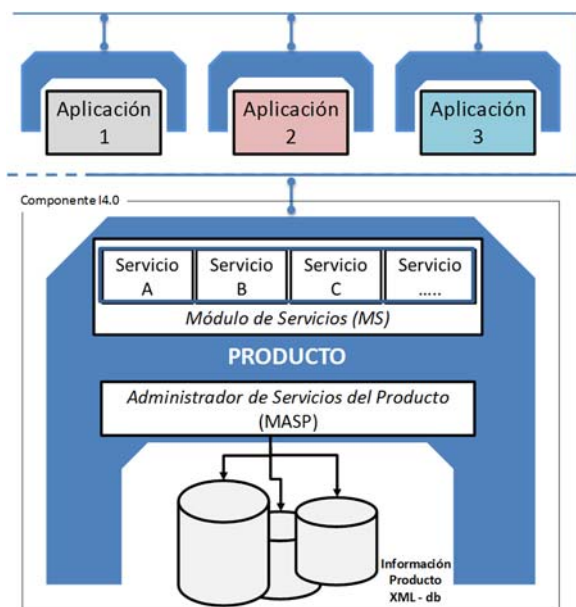 Aplicación
1
Aplicación
2
Aplicación
3
Componente I4.0
Servicio
A
Servicio
B
Servicio
C
Servicio
.....
Módulo de Servicios (MS)
PRODUCTO
Administrador de Servicios del Producto
(MASP)
Información
Producto
XML - db